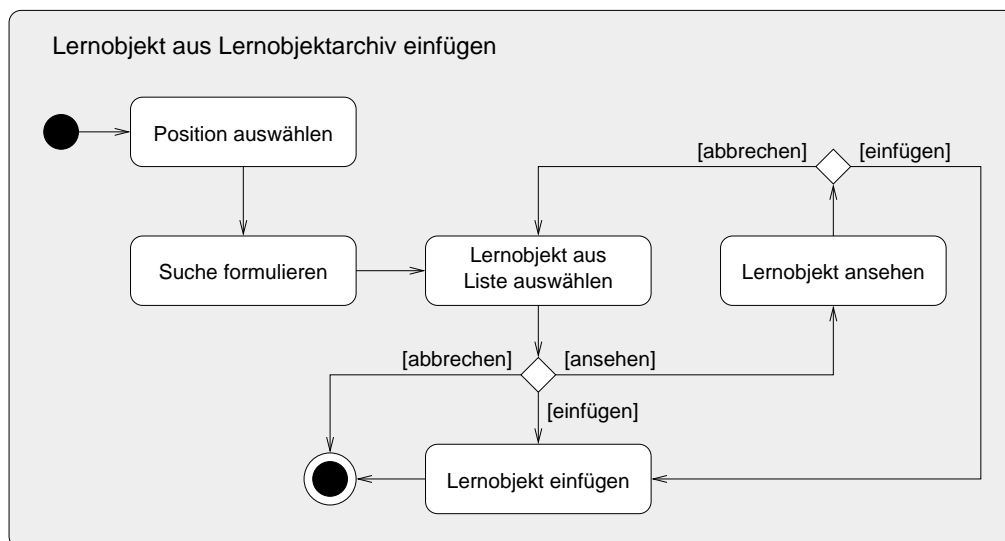 Lernobjekt aus Lernobjektarchiv einfügen
Position auswählen
[abbrechen]
[einfügen]
Suche formulieren
Lernobjekt aus
Liste auswählen
Lernobjekt ansehen
[abbrechen]
[ansehen]
[einfügen]
Lernobjekt einfügen